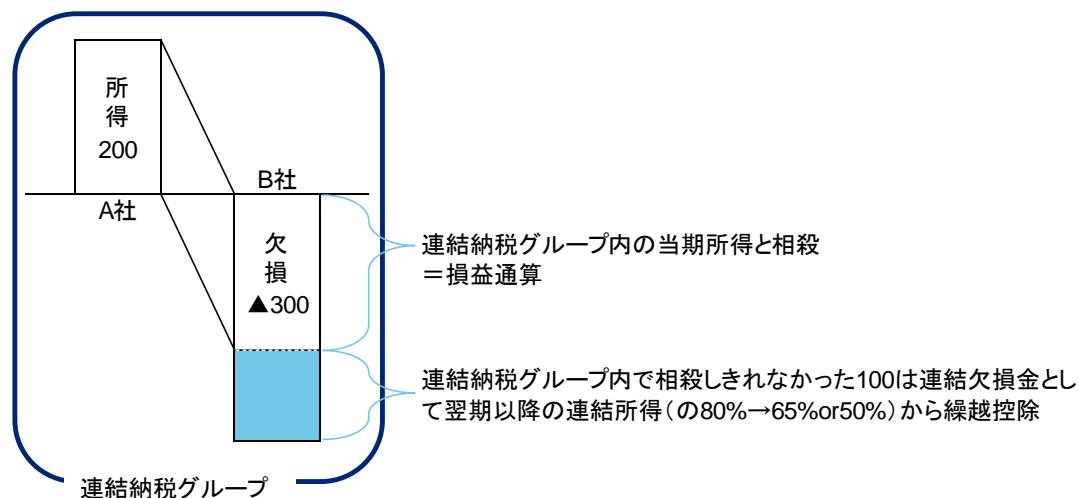 所
得
200
B社
A社
欠
損
▲300
連結納税グループ内の当期所得と相殺
＝損益通算
連結納税グループ内で相殺しきれなかった100は連結欠損金とし
て翌期以降の連結所得（の80%→65%or50%）から繰越控除
連結納税グループ